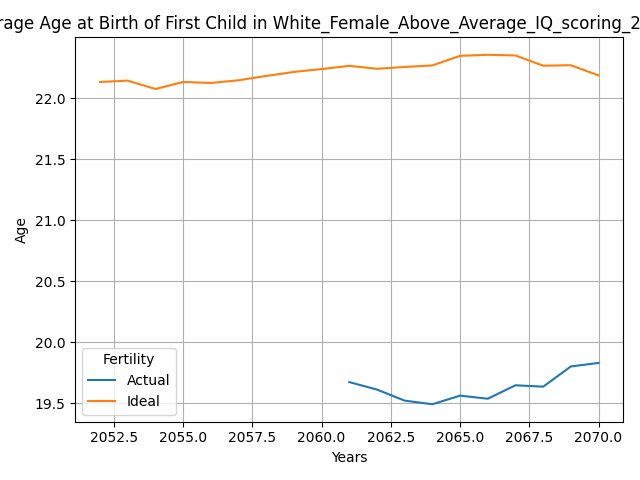 Age at Birth of First Child in White_Female_Above_Average_IQ_scoring_2
22.0
21.5
21.0
20.5
20.0
19.5
Age
Fertility
Actual
Ideal
2052.5 2055.0 2057.5 2060.0 2062.5 2065.0 2067.5 2070.0
Years